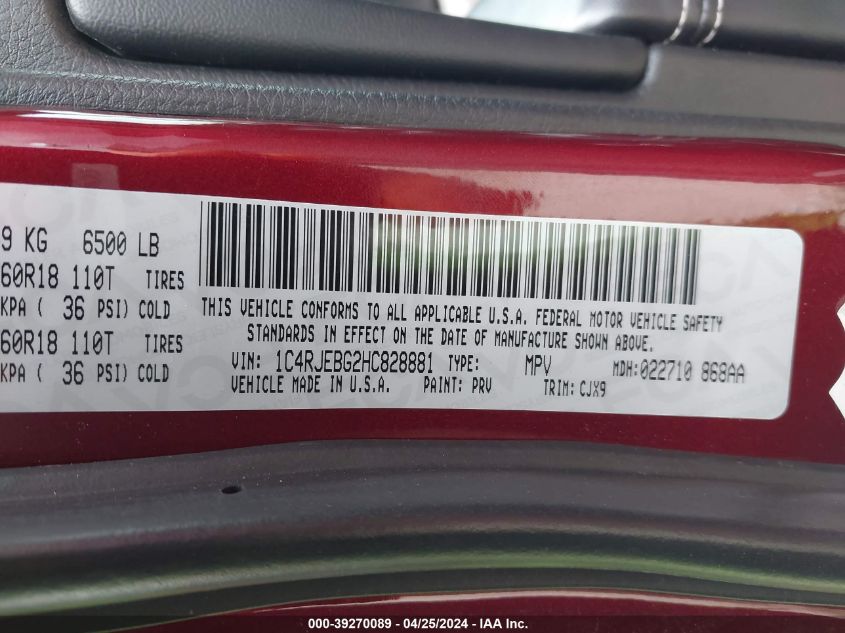 9 KG 6500 LB
60R18 110T TIRES
KPA ( 36 PSI) COLD
60R18 110T TIRES
KPA ( 36 PSI) COLD
THIS VEHICLE CONFORMS TO ALL APPLICABLE U.S.A. FEDERAL MOTOR VEHICLE SAFETY
STANDARDS IN EFFECT ON THE DATE OF MANUFACTURE SHOWN ABOVE.
VIN: 1C4RJEBG2HC828881 TYPE: MPV MDH:022710 868AA
VEHICLE MADE IN U.S.A. PAINT: PRV TRIM: CJX9
000-39270089 - 04/25/2024 - IAA Inc.